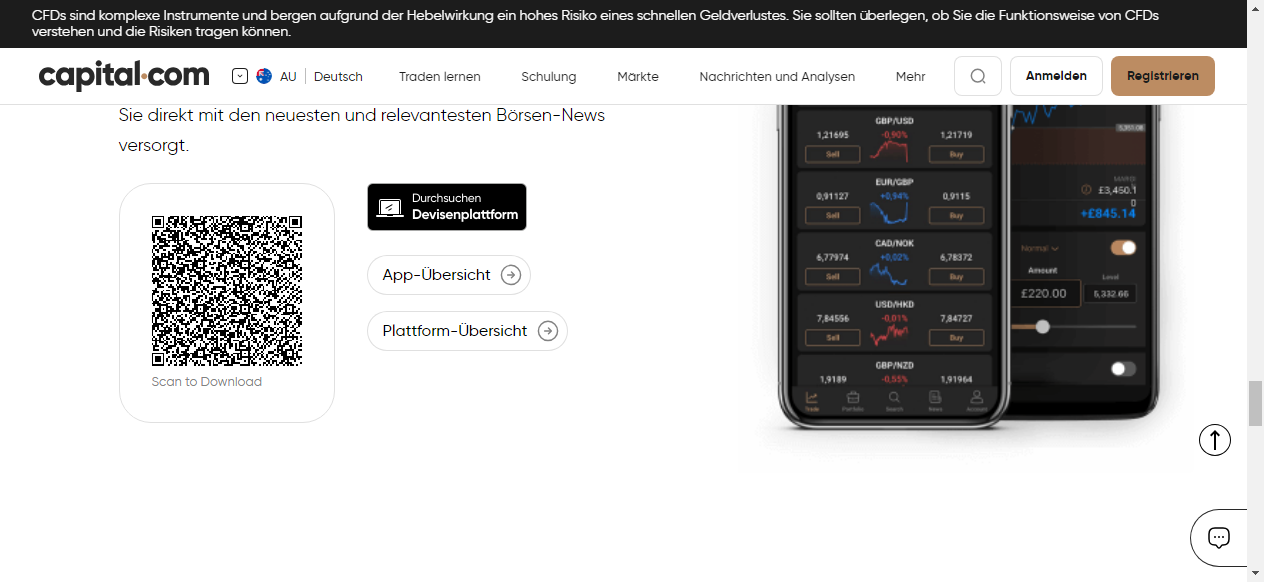 CFDs sind komplexe Instrumente und bergen aufgrund der Hebelwirkung ein hohes Risiko eines schnellen Geldverlustes. Sie sollten überlegen, ob Sie die Funktionsweise von CFDs
verstehen und die Risiken tragen können.
capital.com
AU
Deutsch
Traden lernen
Schulung
Märkte
Nachrichten und Analysen
Mehr
Anmelden
Registrieren
Sie direkt mit den neuesten und relevantesten Börsen-News
versorgt.
Scan to Download
Durchsuchen
Devisenplattform
App-Übersicht
Plattform-Übersicht
GBP/USD
1,21695 -0,90% 1,21719
Sell Buy
EUR/GBP
0,91127 +0,94% 0,9115
Sell Buy
CAD/NOK
6,77974 +0,02% 6,78372
Sell Buy
USD/HKD
7,84556 -0,01% 7,84727
Sell Buy
GBP/NZD
1,9189 -0,55% 1,91964
Trade Portfolio Search News Account
£3,450.1
0
+£845.14
Normal
Amount
Level
£220.00
5,332.66